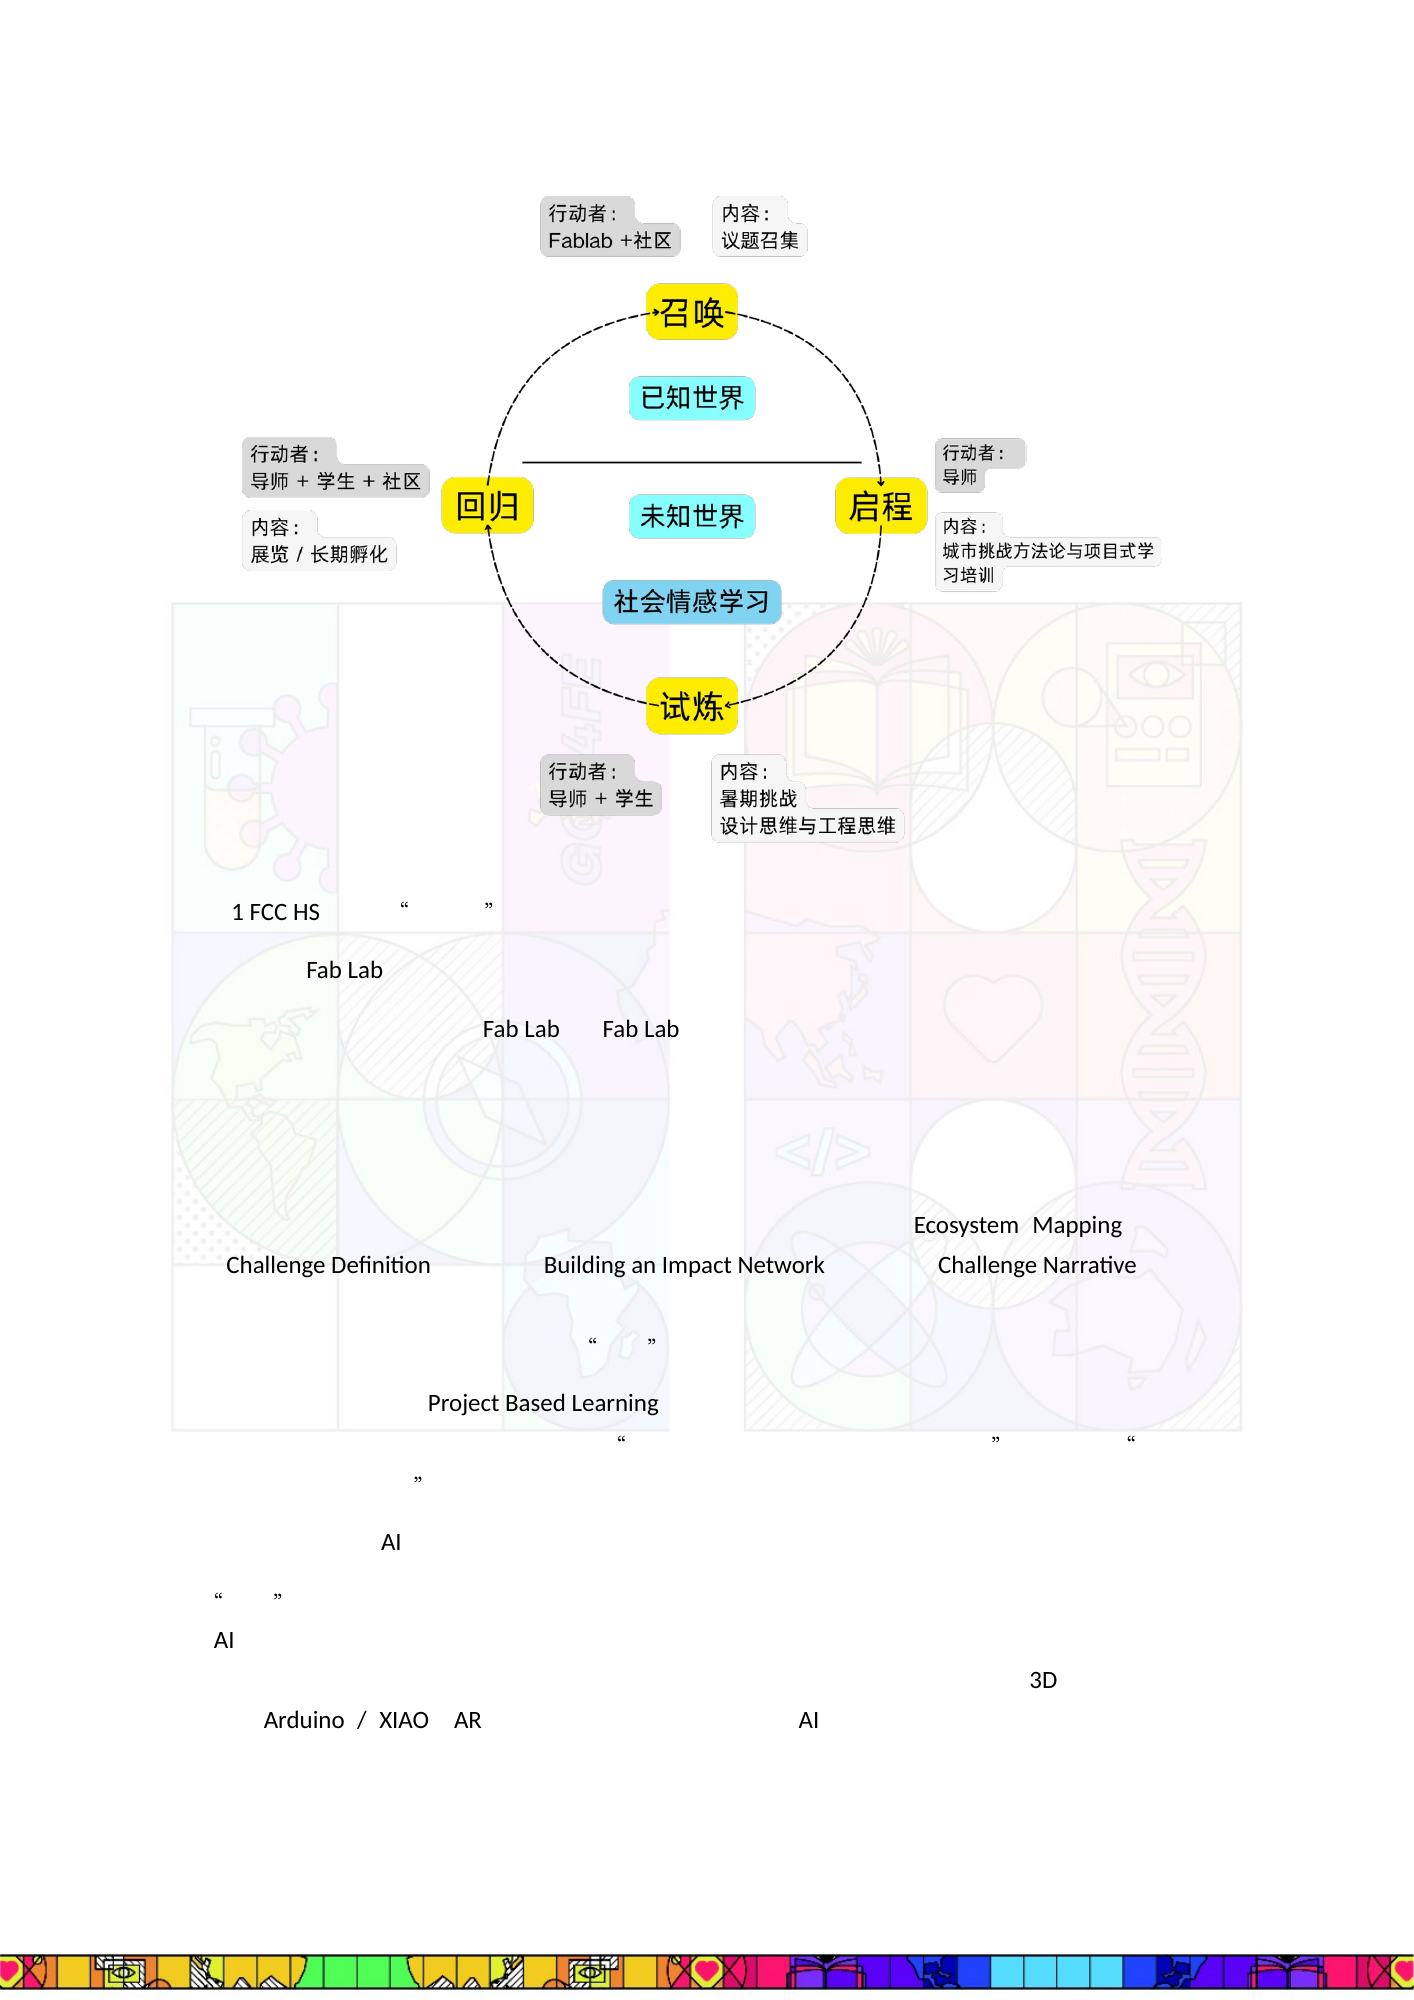 行动者：
Fablab +社区
内容：
议题召集
召唤
已知世界
行动者：
导师 + 学生 + 社区
行动者：
导师
回归
未知世界
启程
内容：
展览 / 长期孵化
内容：
城市挑战方法论与项目式学
习培训
社会情感学习
试炼
行动者：
导师 + 学生
内容：
暑期挑战
设计思维与工程思维
1 FCC HS “ ”
Fab Lab
Fab Lab Fab Lab
Ecosystem Mapping
Challenge Definition Building an Impact Network Challenge Narrative
“ ”
Project Based Learning
“ ” “
”
AI
“ ”
AI
3D
Arduino / XIAO AR AI